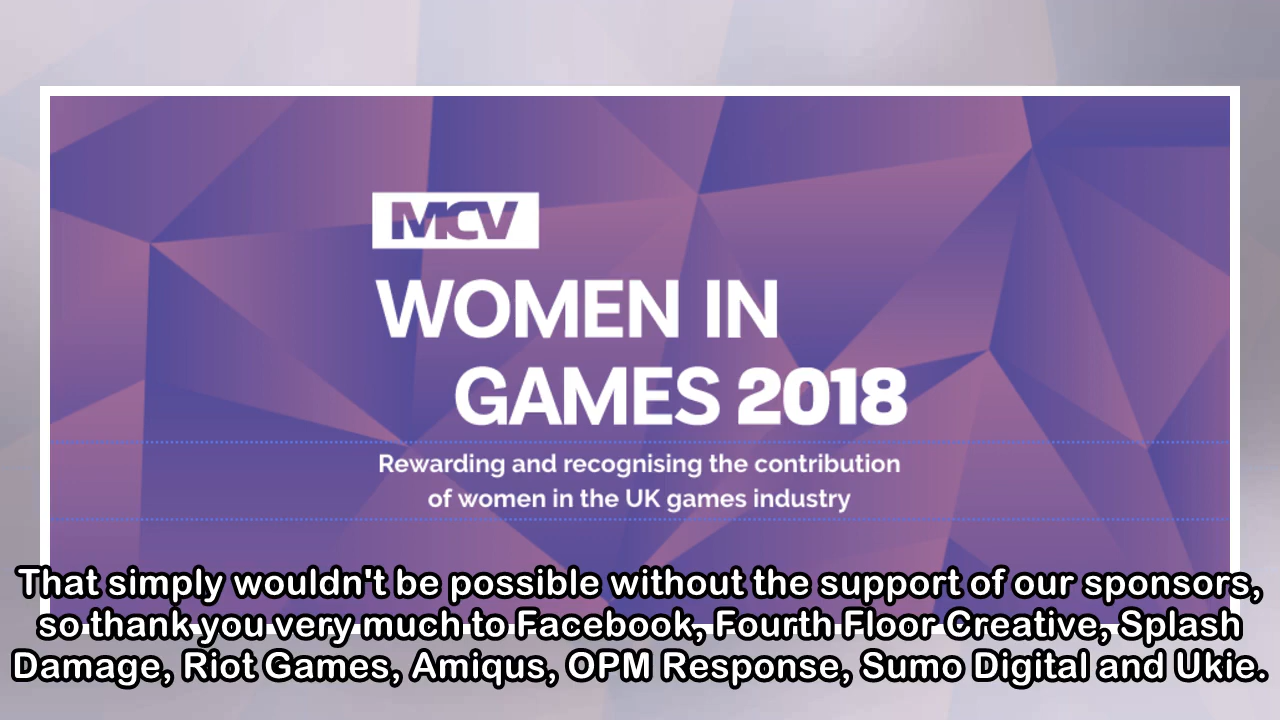 MCV
WOMEN IN
GAMES 2018
Rewarding and recognising the contribution
of women in the UK games industry
That simply wouldn't be possible without the support of our sponsors,
so thank you very much to Facebook, Fourth Floor Creative, Splash
Damage, Riot Games, Amiqus, OPM Response, Sumo Digital and Ukie.